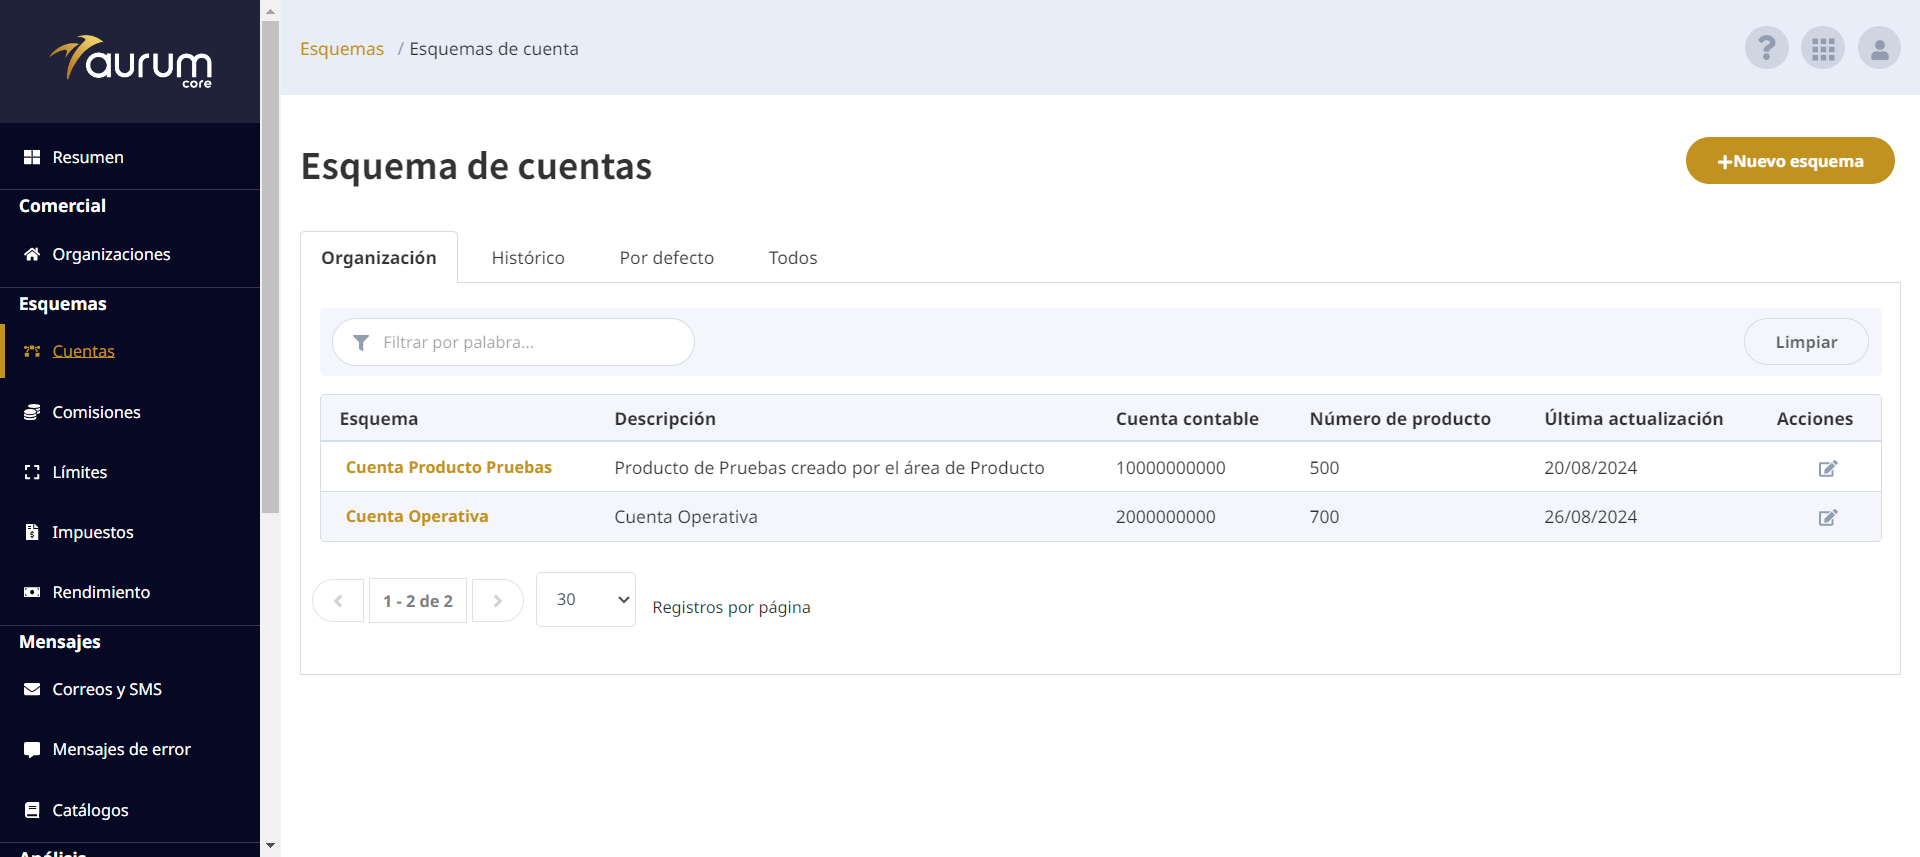 aurum
core
Resumen
Comercial
Organizaciones
Esquemas
Cuentas
Comisiones
Límites
Impuestos
Rendimiento
Mensajes
Correos y SMS
Mensajes de error
Catálogos
Análisis
Esquemas / Esquemas de cuenta
?
Esquema de cuentas
+Nuevo esquema
Organización Histórico Por defecto Todos
Filtrar por palabra... Limpiar
Esquema Descripción Cuenta contable Número de producto Última actualización Acciones
Cuenta Producto Pruebas Producto de Pruebas creado por el área de Producto 10000000000 500 20/08/2024
Cuenta Operativa Cuenta Operativa 2000000000 700 26/08/2024
1 - 2 de 2 30 Registros por página